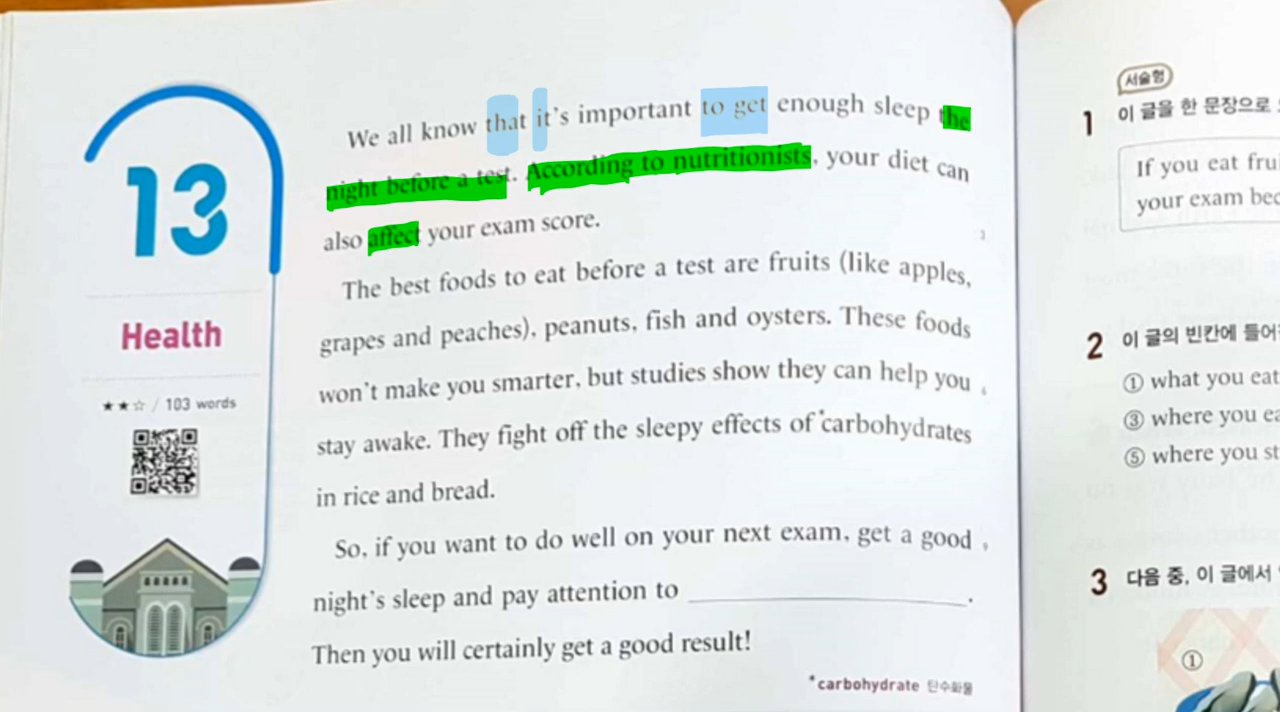 13
Health
★★☆ / 103 words
We all know that it's important to get enough sleep the
night before a test. According to nutritionists, your diet can
also affect your exam score.
The best foods to eat before a test are fruits (like apples,
grapes and peaches), peanuts, fish and oysters. These foods
won't make you smarter, but studies show they can help you
stay awake. They fight off the sleepy effects of *carbohydrates
in rice and bread.
So, if you want to do well on your next exam, get a good
night's sleep and pay attention to
Then you will certainly get a good result!
*carbohydrate 탄수화물
서술형
1 이 글을 한 문장으로
If you eat frui
your exam bec
2 이 글의 빈칸에 들어
① what you eat
③ where you ea
⑤ where you st
3 다음 중, 이 글에서
①